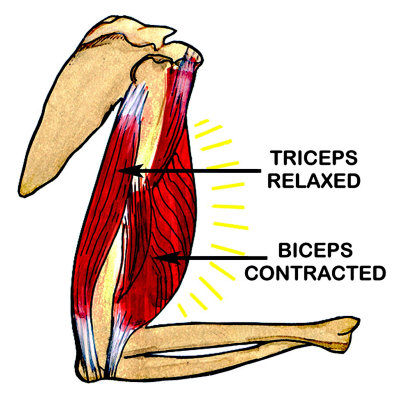 TRICEPS
RELAXED
BICEPS
CONTRACTED